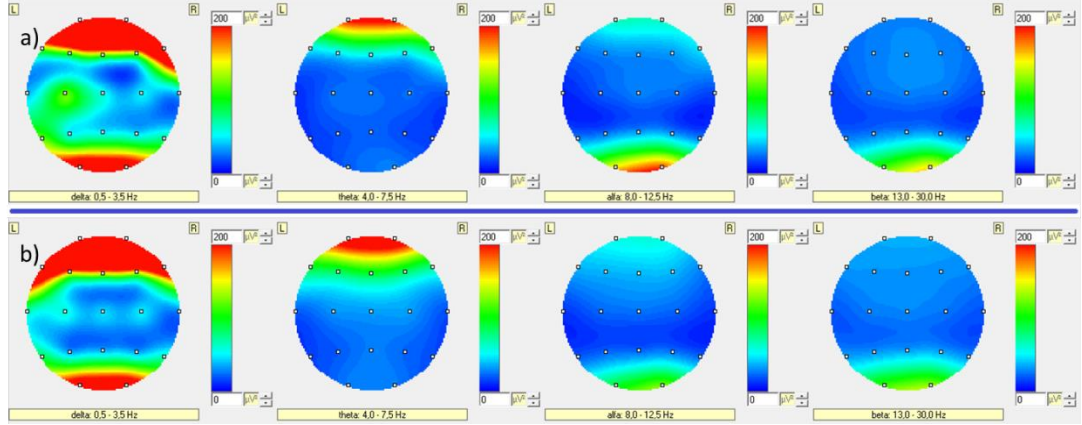 L R L R L R L R
a) 200 µV² 200 µV² 200 µV² 200 µV²
0 µV² 0 µV² 0 µV² 0 µV²
delta: 0,5 - 3,5 Hz theta: 4,0 - 7,5 Hz alfa: 8,0 - 12,5 Hz beta: 13,0 - 30,0 Hz
L R L R L R L R
b) 200 µV² 200 µV² 200 µV² 200 µV²
0 µV² 0 µV² 0 µV² 0 µV²
delta: 0,5 - 3,5 Hz theta: 4,0 - 7,5 Hz alfa: 8,0 - 12,5 Hz beta: 13,0 - 30,0 Hz